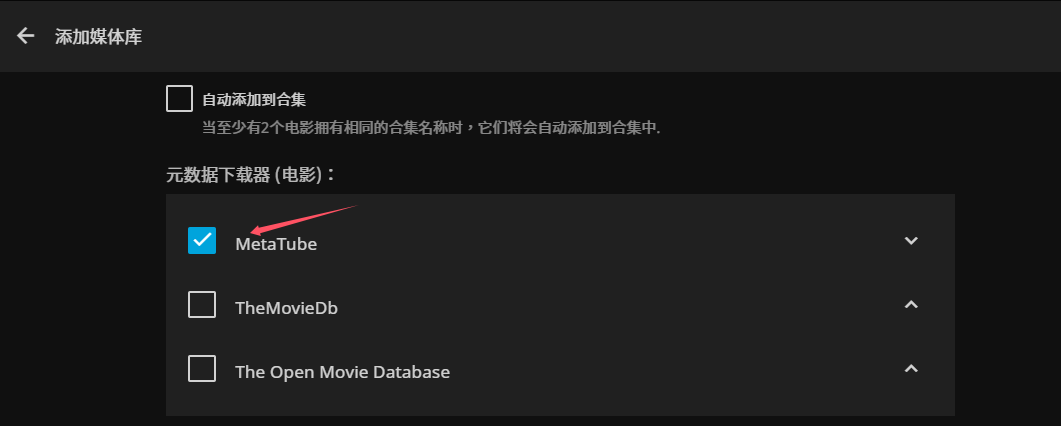 添加媒体库
自动添加到合集
当至少有2个电影拥有相同的合集名称时，它们将会自动添加到合集中.
元数据下载器 (电影)：
MetaTube
TheMovieDb
The Open Movie Database